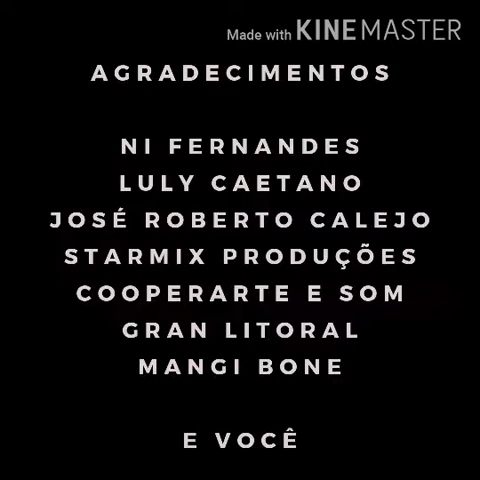 Made with KINEMASTER
AGRADECIMENTOS
NI FERNANDES
LULY CAETANO
JOSÉ ROBERTO CALEJO
STARMIX PRODUÇÕES
COOPERARTE E SOM
GRAN LITORAL
MANGI BONE
E VOCÊ